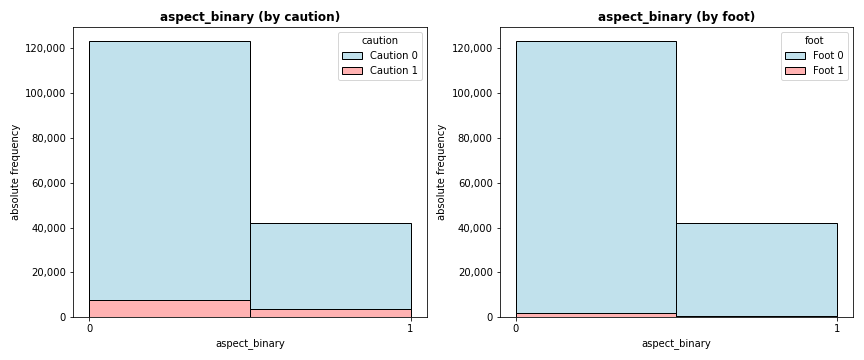 aspect_binary (by caution)
absolute frequency
120,000
100,000
80,000
60,000
40,000
20,000
0
caution
Caution 0
Caution 1
0
1
aspect_binary
aspect_binary (by foot)
absolute frequency
120,000
100,000
80,000
60,000
40,000
20,000
0
foot
Foot 0
Foot 1
0
1
aspect_binary